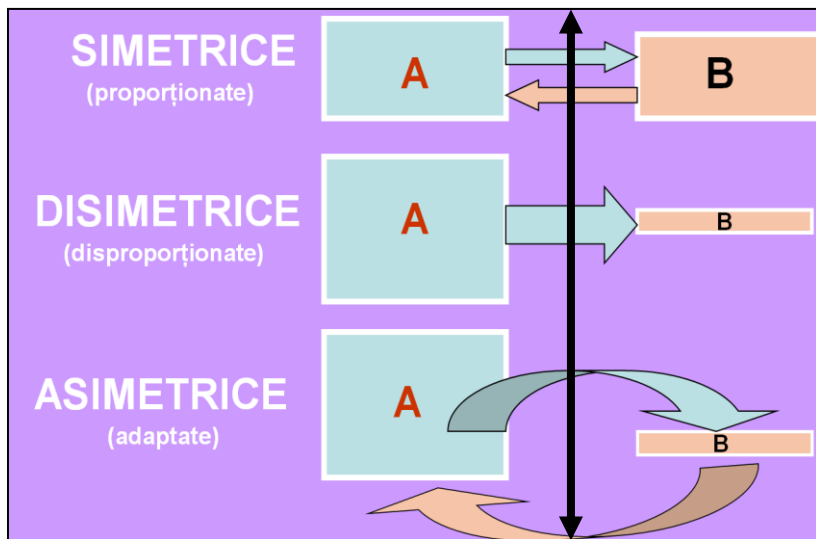 SIMETRICE
(proporționate)
A
B
DISIMETRICE
(disproporționate)
A
B
ASIMETRICE
(adaptate)
A
B